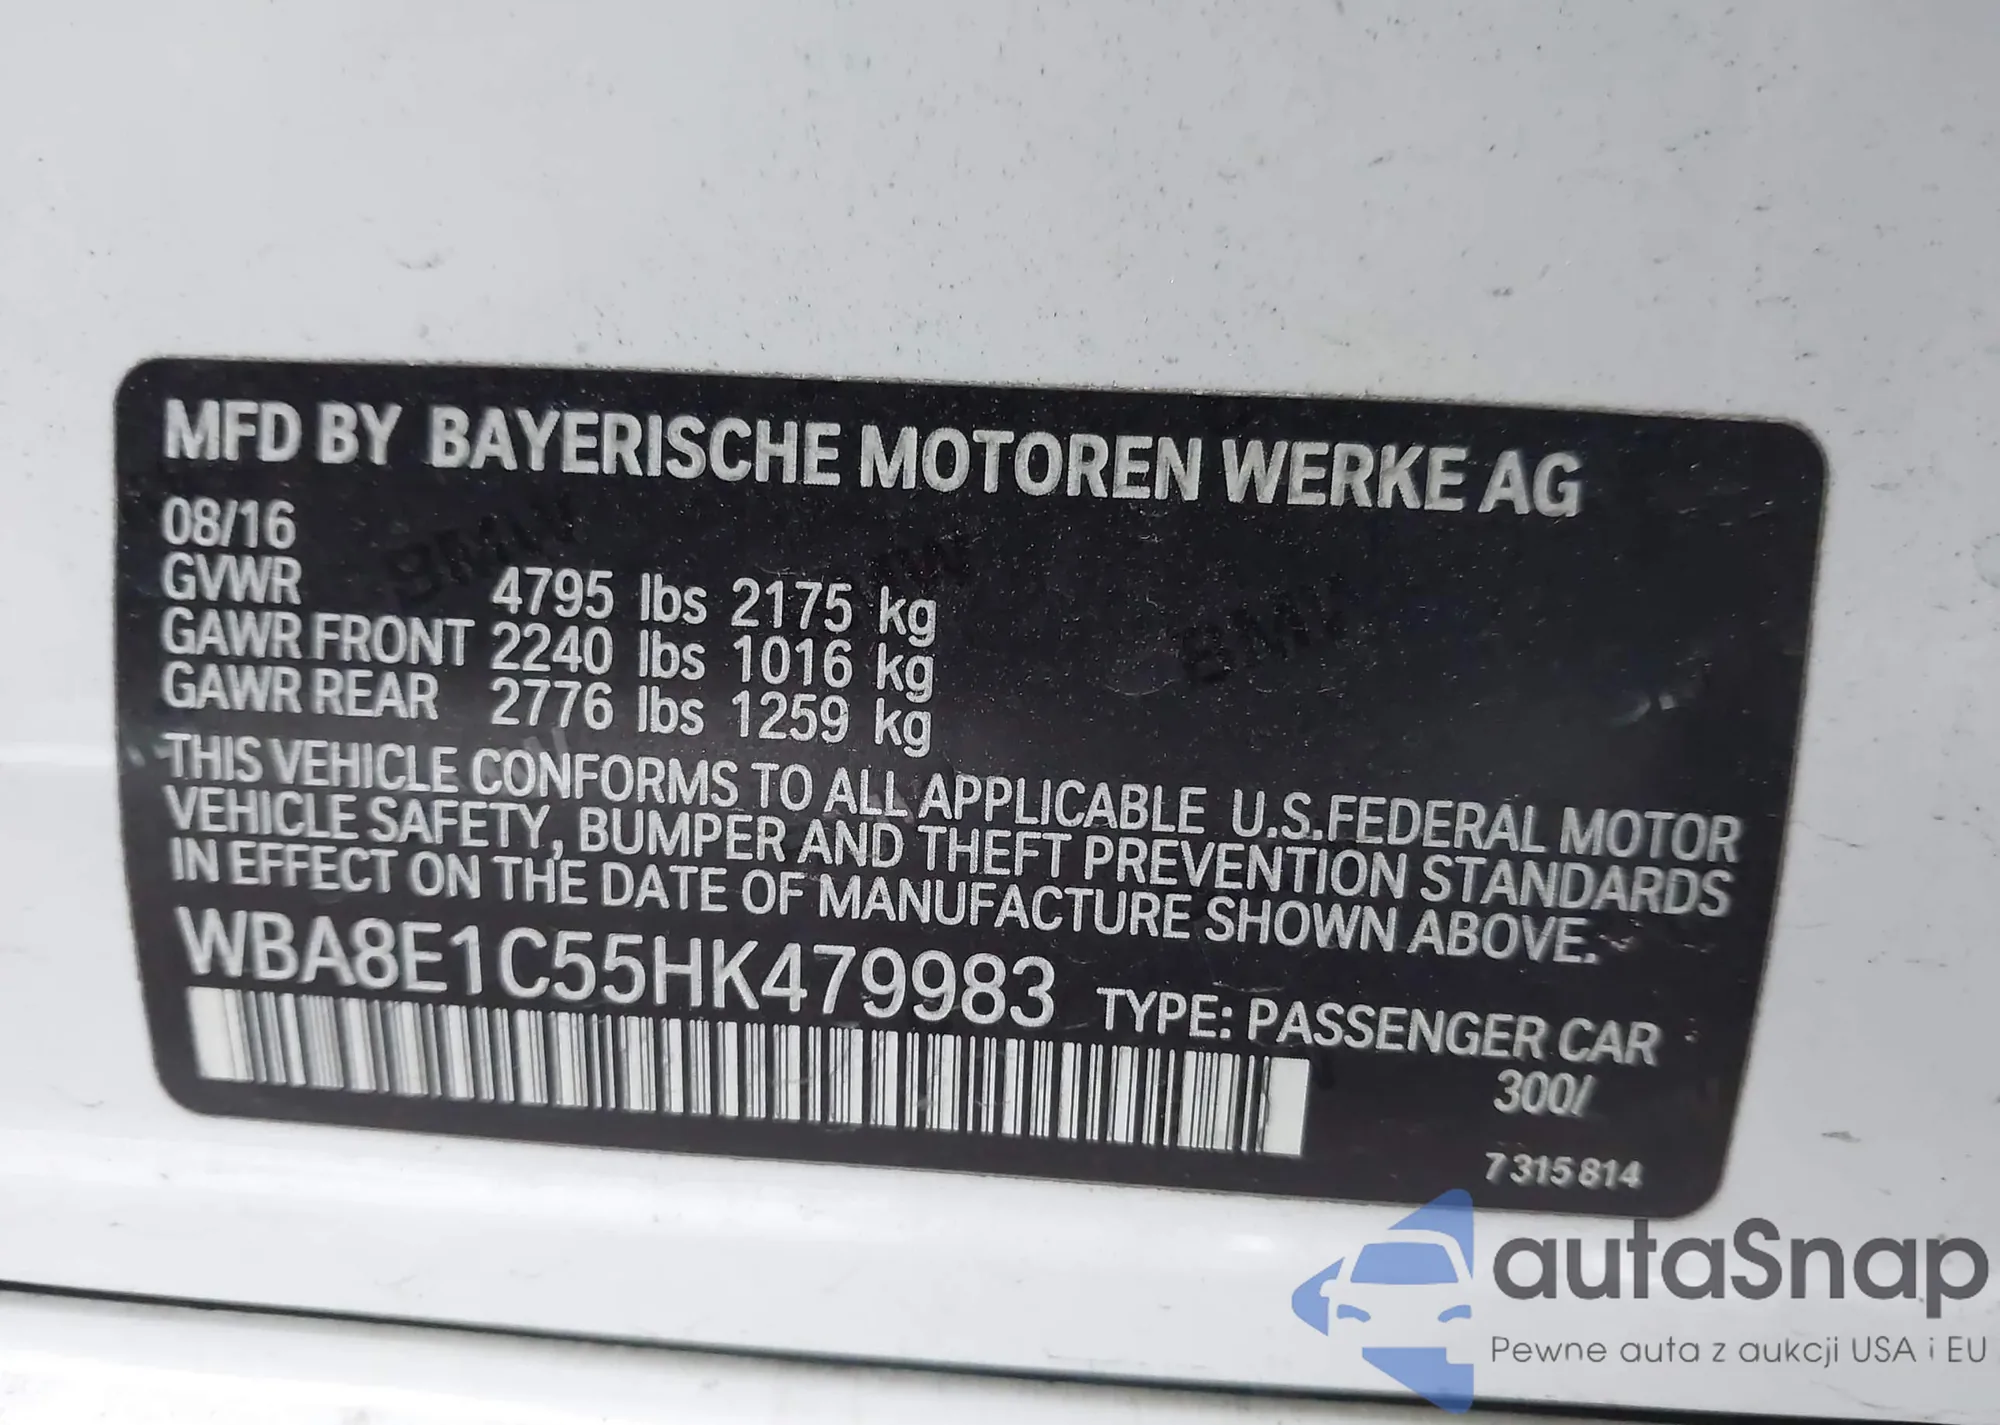 MFD BY BAYERISCHE MOTOREN WERKE AG
08/16
GVWR 4795 lbs 2175 kg
GAWR FRONT 2240 lbs 1016 kg
GAWR REAR 2776 lbs 1259 kg
THIS VEHICLE CONFORMS TO ALL APPLICABLE U.S.FEDERAL MOTOR
VEHICLE SAFETY, BUMPER AND THEFT PREVENTION STANDARDS
IN EFFECT ON THE DATE OF MANUFACTURE SHOWN ABOVE.
WBA8E1C55HK479983 TYPE: PASSENGER CAR
300/
7 315 814
autaSnap
Pewne auta z aukcji USA i EU